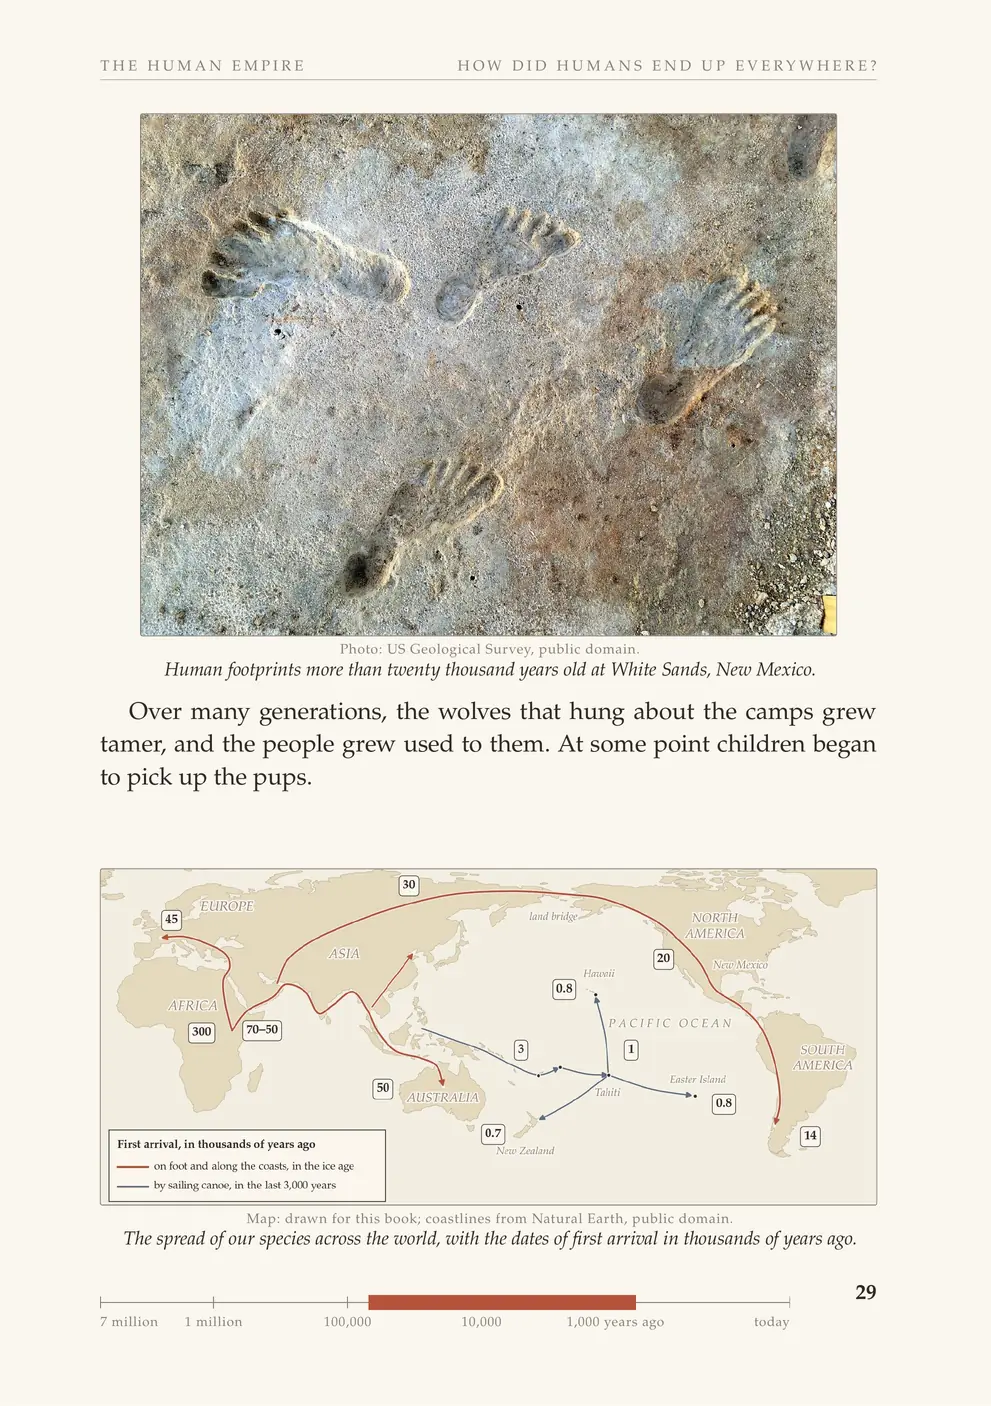 THE HUMAN EMPIRE
HOW DID HUMANS END UP EVERYWHERE?
Photo: US Geological Survey, public domain.
Human footprints more than twenty thousand years old at White Sands, New Mexico.
Over many generations, the wolves that hung about the camps grew
tamer, and the people grew used to them. At some point children began
to pick up the pups.
30
EUROPE
45
land bridge
NORTH
AMERICA
ASIA
20
New Mexico
Hawaii
0.8
AFRICA
300
70–50
PACIFIC OCEAN
3
1
SOUTH
AMERICA
Easter Island
50
AUSTRALIA
Tahiti
0.8
0.7
New Zealand
14
First arrival, in thousands of years ago
on foot and along the coasts, in the ice age
by sailing canoe, in the last 3,000 years
Map: drawn for this book; coastlines from Natural Earth, public domain.
The spread of our species across the world, with the dates of first arrival in thousands of years ago.
29
7 million
1 million
100,000
10,000
1,000 years ago
today